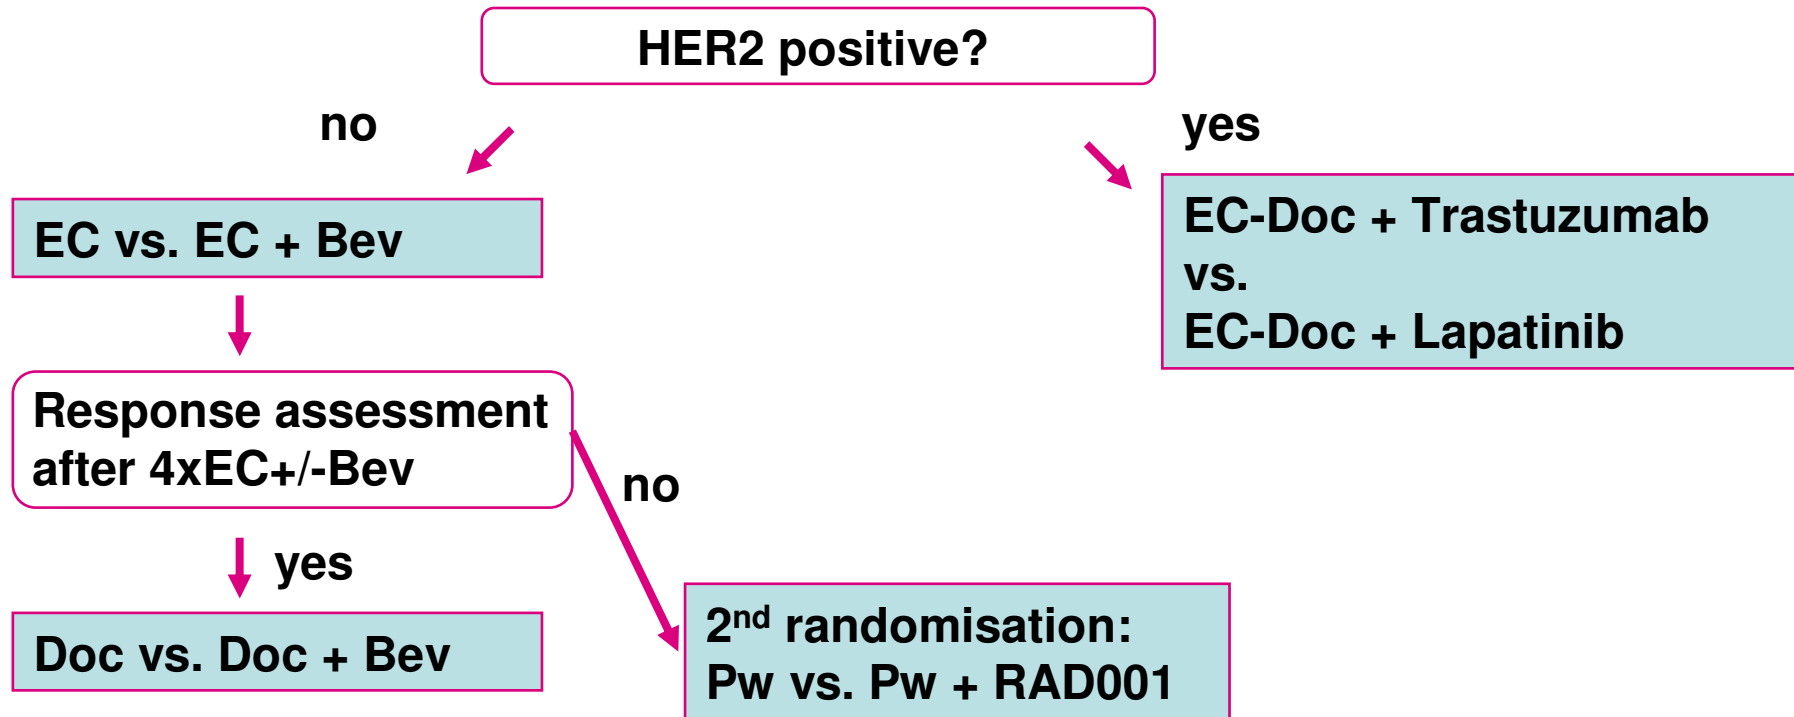 HER2 positive?
no
yes
EC vs. EC + Bev
EC-Doc + Trastuzumab
vs.
EC-Doc + Lapatinib
Response assessment
after 4xEC+/-Bev
no
yes
Doc vs. Doc + Bev
2nd randomisation:
Pw vs. Pw + RAD001